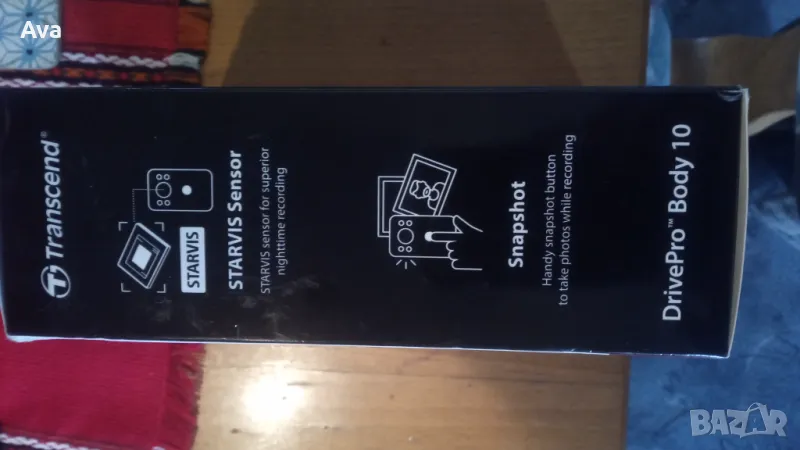 Ava
Transcend®
STARVIS
STARVIS Sensor
STARVIS sensor for superior
nighttime recording
Snapshot
Handy snapshot button
to take photos while recording
DrivePro™ Body 10
BAZAR